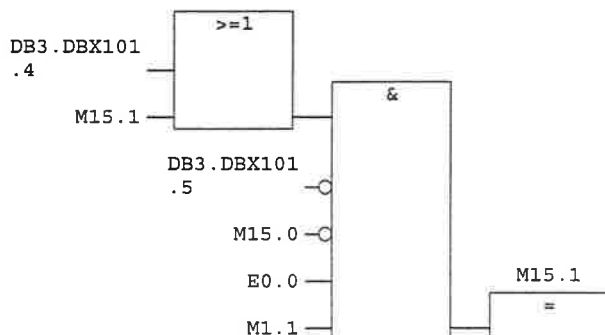 >=1
DB3.DBX101
.4
M15.1
&
DB3.DBX101
.5
M15.0
E0.0
M1.1
M15.1
=